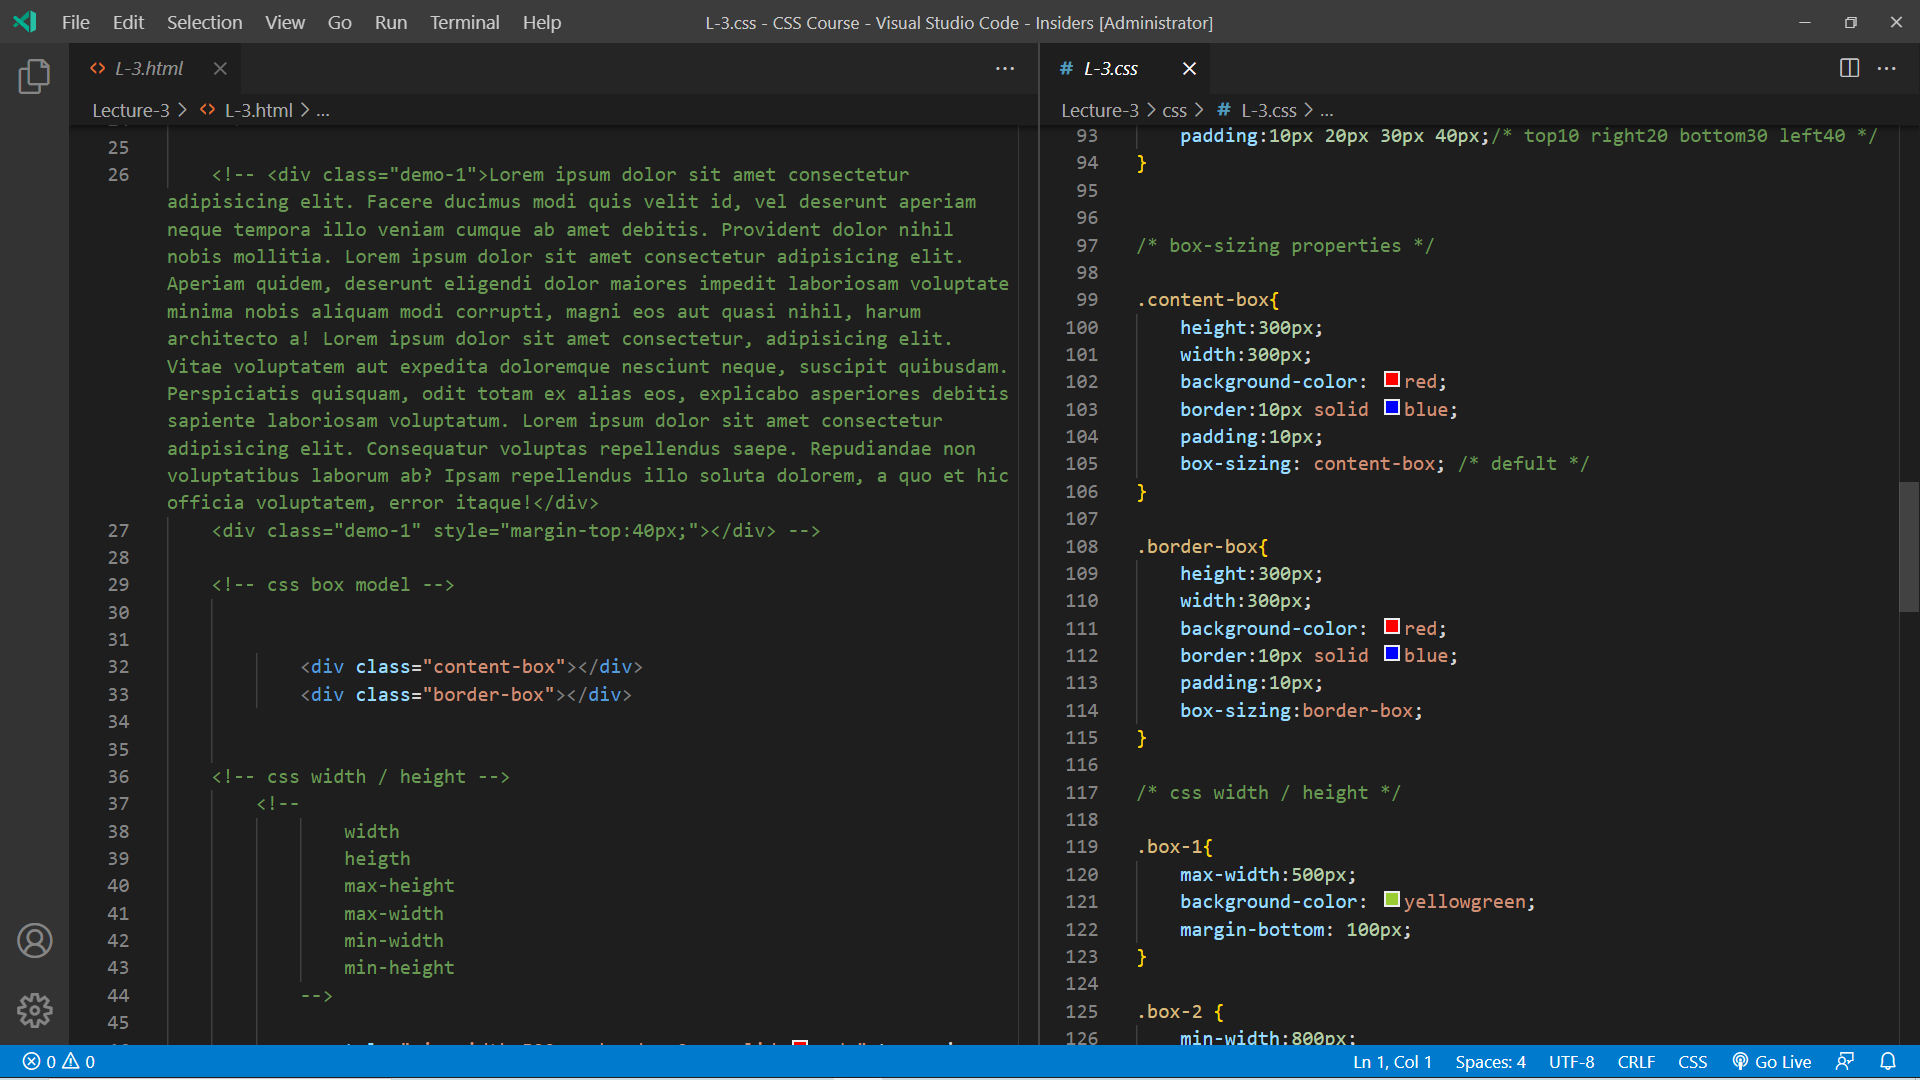 File Edit Selection View Go Run Terminal Help
L-3.css - CSS Course - Visual Studio Code - Insiders [Administrator]
L-3.html
Lecture-3 > L-3.html > ...
25
26 <!-- <div class="demo-1">Lorem ipsum dolor sit amet consectetur
adipisicing elit. Facere ducimus modi quis velit id, vel deserunt aperiam
neque tempora illo veniam cumque ab amet debitis. Provident dolor nihil
nobis mollitia. Lorem ipsum dolor sit amet consectetur adipisicing elit.
Aperiam quidem, deserunt eligendi dolor maiores impedit laboriosam voluptate
minima nobis aliquam modi corrupti, magni eos aut quasi nihil, harum
architecto a! Lorem ipsum dolor sit amet consectetur, adipisicing elit.
Vitae voluptatem aut expedita doloremque nesciunt neque, suscipit quibusdam.
Perspiciatis quisquam, odit totam ex alias eos, explicabo asperiores debitis
sapiente laboriosam voluptatum. Lorem ipsum dolor sit amet consectetur
adipisicing elit. Consequatur voluptas repellendus saepe. Repudiandae non
voluptatibus laborum ab? Ipsam repellendus illo soluta dolorem, a quo et hic
officia voluptatem, error itaque!</div>
27 <div class="demo-1" style="margin-top:40px;"></div> -->
28
29 <!-- css box model -->
30
31
32 <div class="content-box"></div>
33 <div class="border-box"></div>
34
35
36 <!-- css width / height -->
37 <!--
38 width
39 heigth
40 max-height
41 max-width
42 min-width
43 min-height
44 -->
45
# L-3.css
Lecture-3 > css > # L-3.css > ...
93 padding:10px 20px 30px 40px;/* top10 right20 bottom30 left40 */
94 }
95
96
97 /* box-sizing properties */
98
99 .content-box{
100 height:300px;
101 width:300px;
102 background-color: red;
103 border:10px solid blue;
104 padding:10px;
105 box-sizing: content-box; /* defult */
106 }
107
108 .border-box{
109 height:300px;
110 width:300px;
111 background-color: red;
112 border:10px solid blue;
113 padding:10px;
114 box-sizing:border-box;
115 }
116
117 /* css width / height */
118
119 .box-1{
120 max-width:500px;
121 background-color: yellowgreen;
122 margin-bottom: 100px;
123 }
124
125 .box-2 {
126 min-width:800px;
0 0
Ln 1, Col 1 Spaces: 4 UTF-8 CRLF CSS Go Live